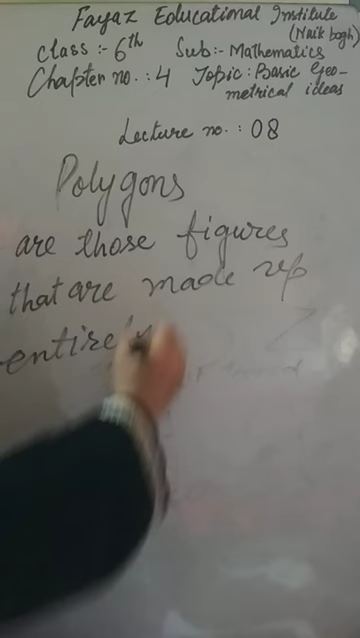 Fayaz Educational Institute
(Naik bagh)
Class :- 6th Sub:- Mathematics
Chapter no. : 4 Topic : Basic Geo-
metrical ideas
Lecture no. : 08
Polygons
are those figures
that are made up
entirely